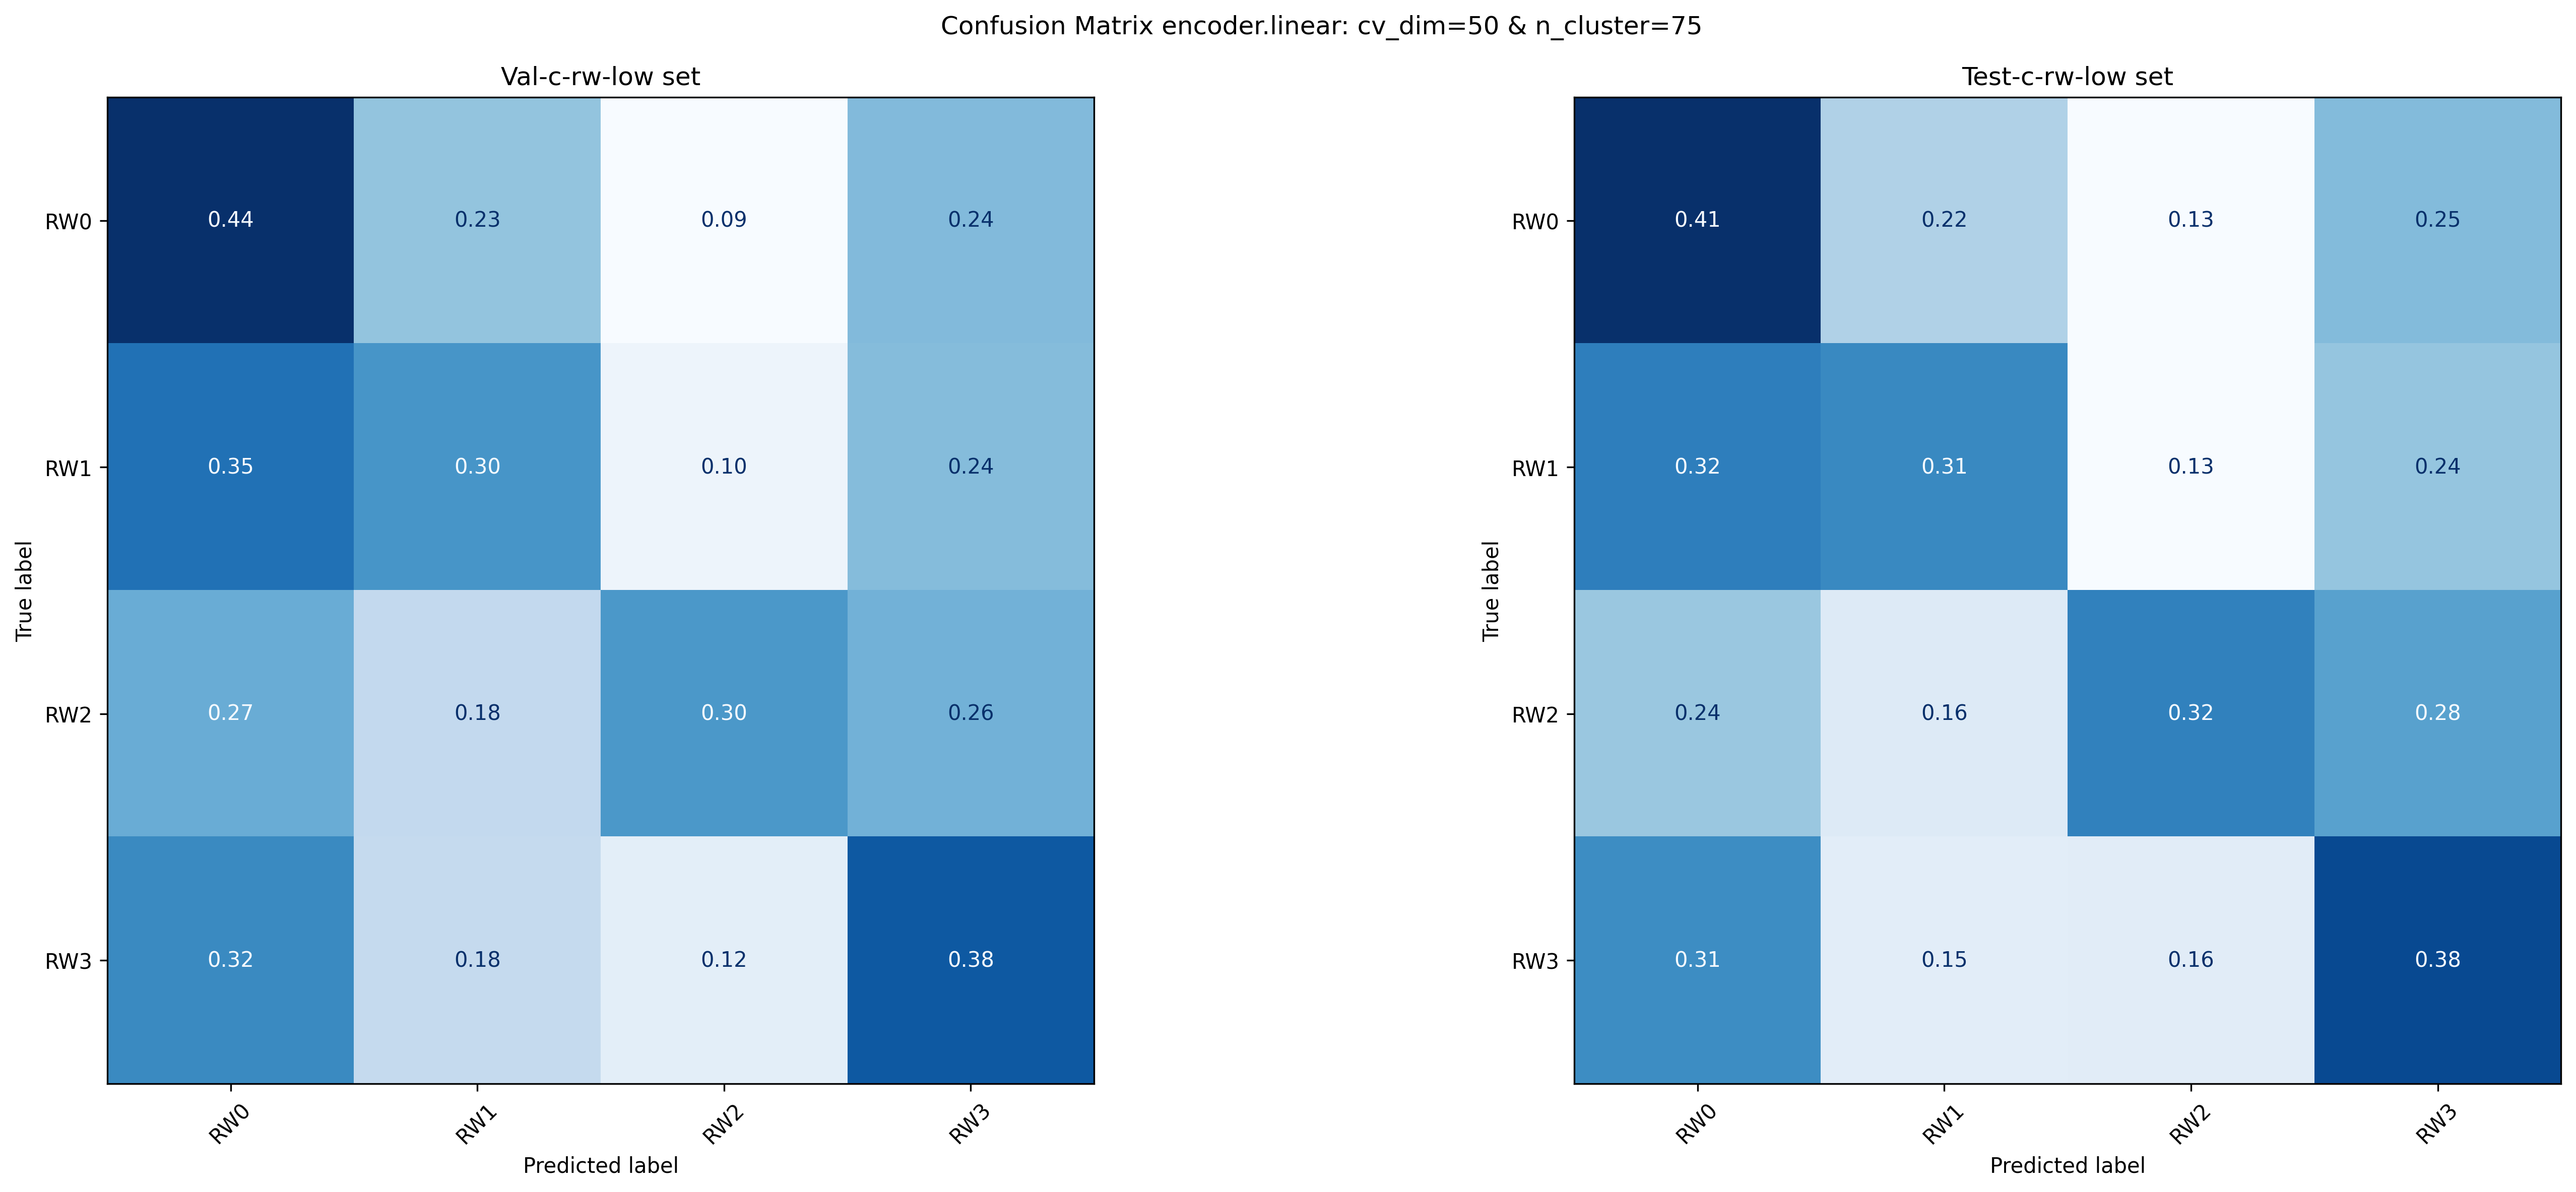 Confusion Matrix encoder.linear: cv_dim=50 & n_cluster=75
Val-c-rw-low set
True label
RW0 0.44 0.23 0.09 0.24
RW1 0.35 0.30 0.10 0.24
RW2 0.27 0.18 0.30 0.26
RW3 0.32 0.18 0.12 0.38
RW0 RW1 RW2 RW3
Predicted label
Test-c-rw-low set
True label
RW0 0.41 0.22 0.13 0.25
RW1 0.32 0.31 0.13 0.24
RW2 0.24 0.16 0.32 0.28
RW3 0.31 0.15 0.16 0.38
RW0 RW1 RW2 RW3
Predicted label